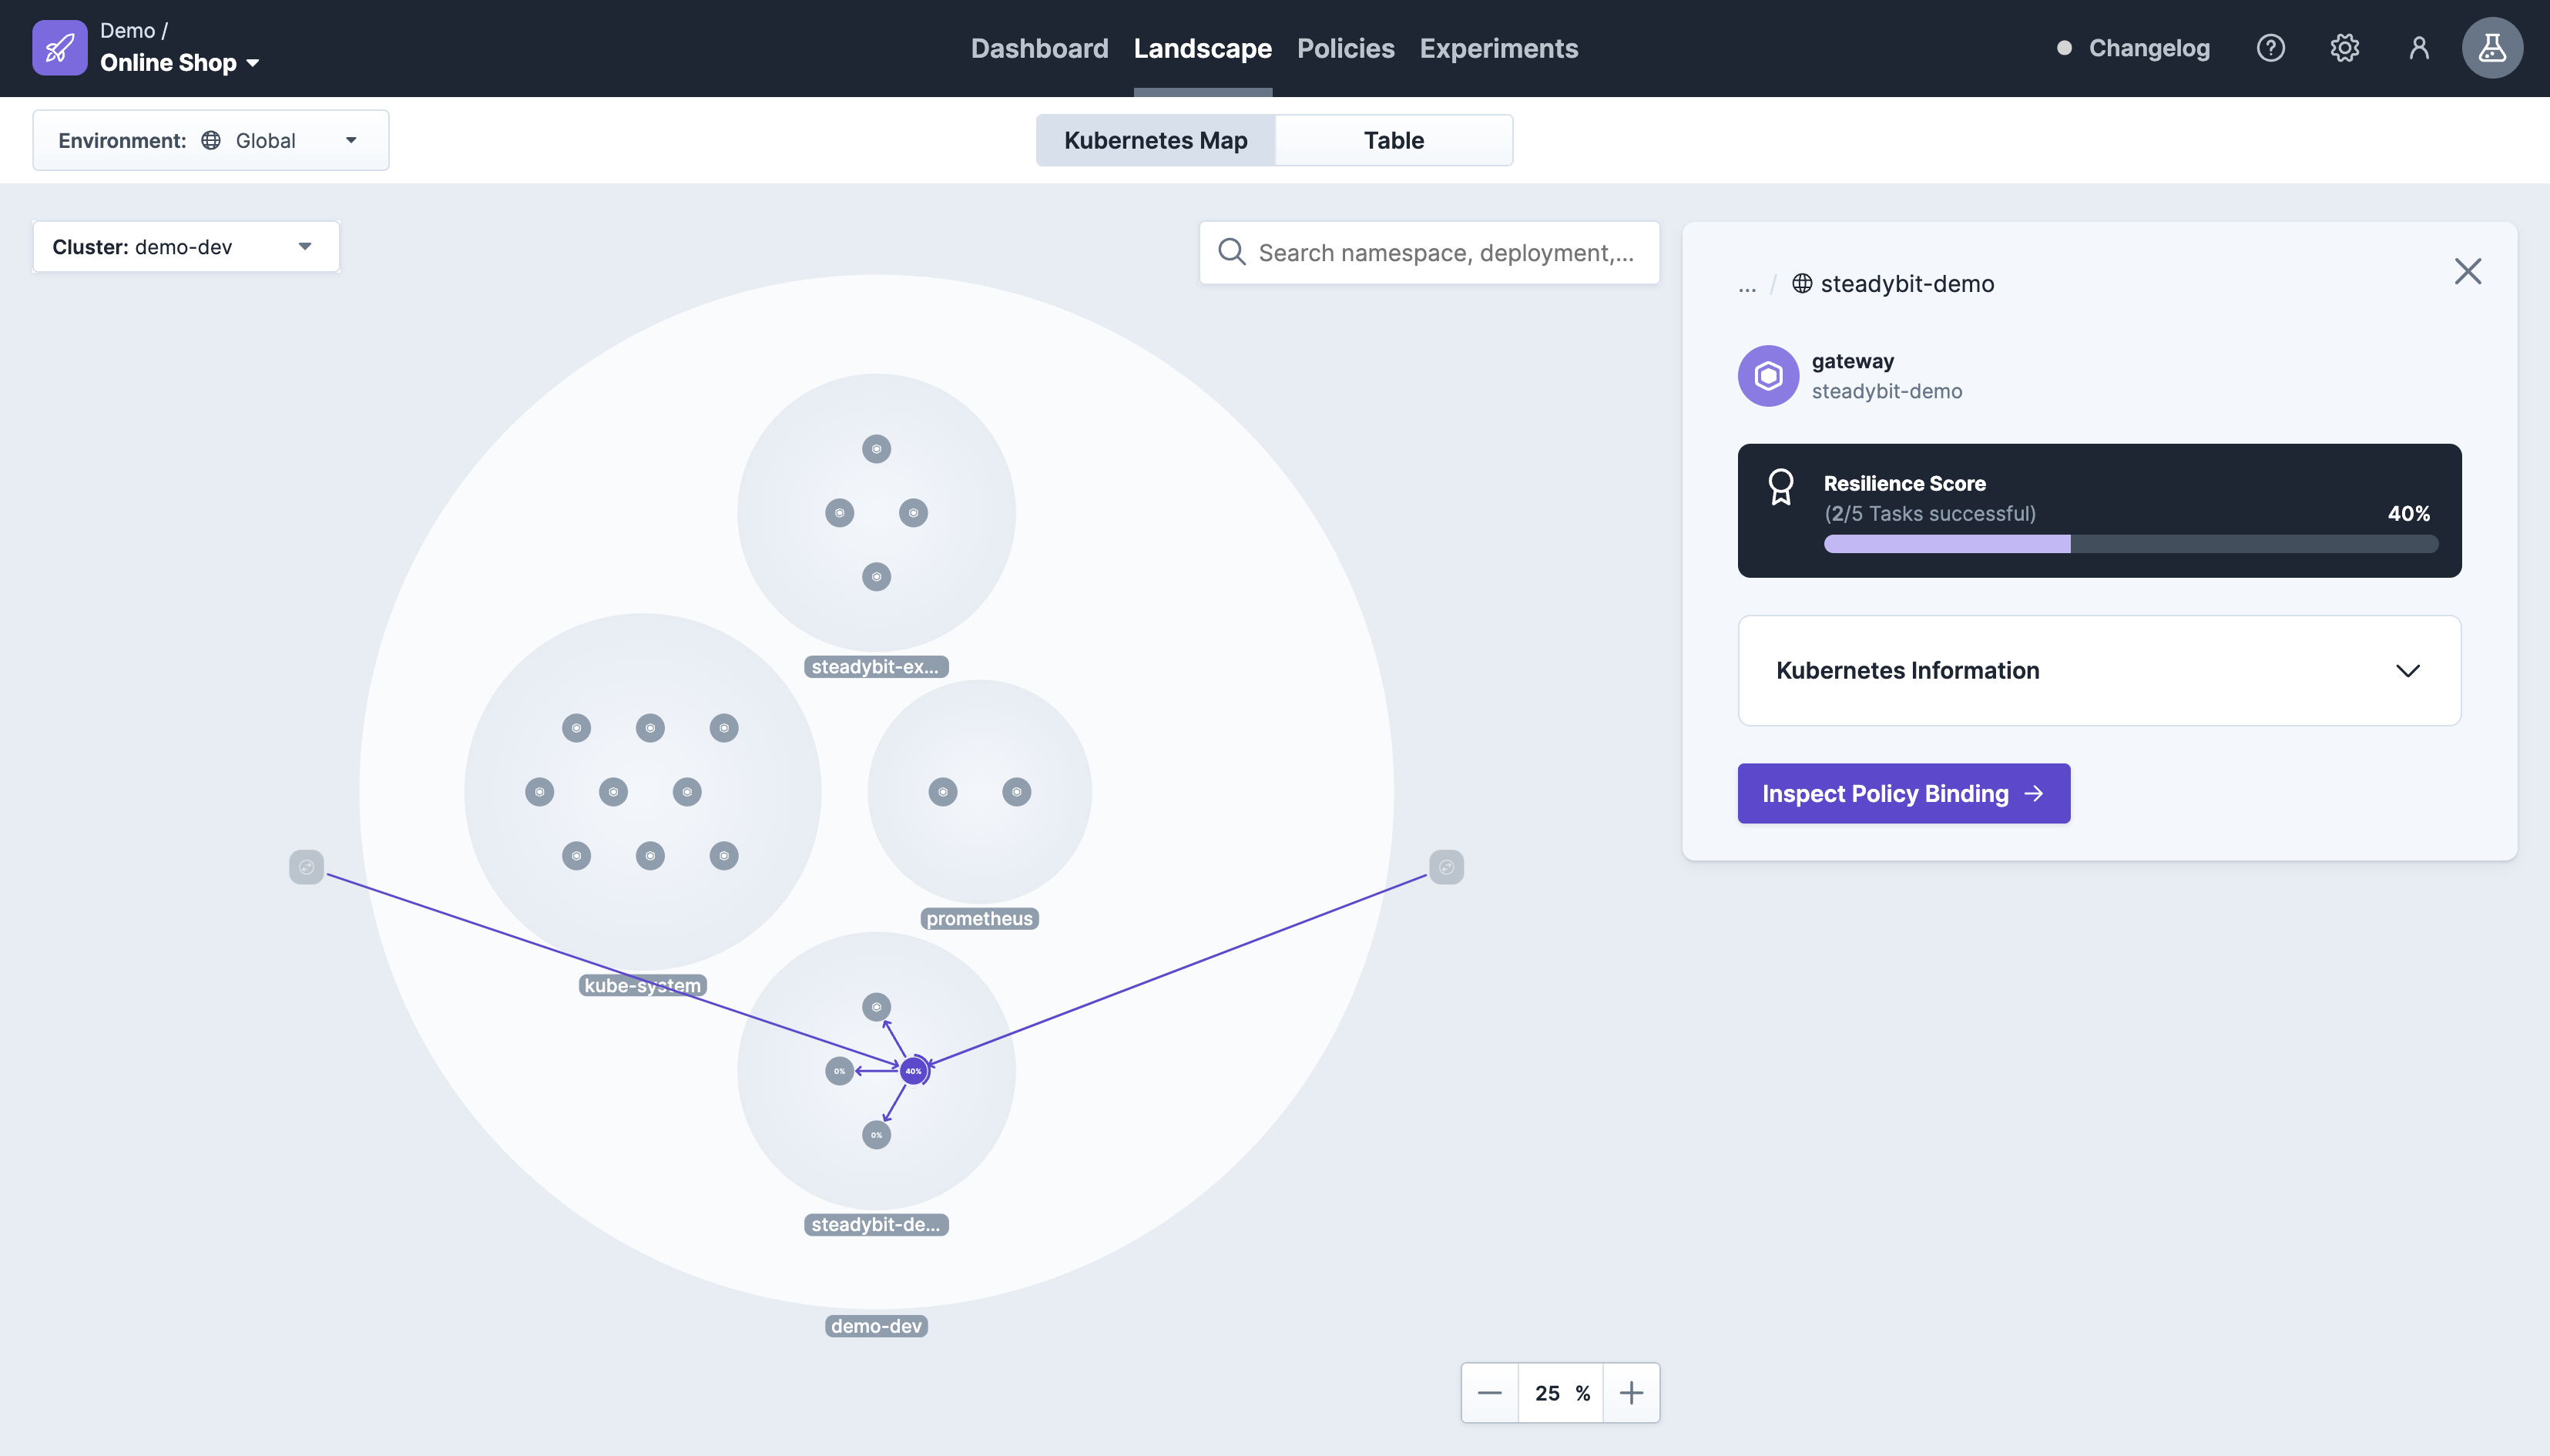 Demo /
Online Shop
Dashboard
Landscape
Policies
Experiments
Changelog
Environment: Global
Kubernetes Map
Table
Cluster: demo-dev
Search namespace, deployment,...
... / steadybit-demo
gateway
steadybit-demo
Resilience Score
(2/5 Tasks successful)
40%
Kubernetes Information
Inspect Policy Binding
steadybit-ex...
prometheus
kube-system
0%
40%
0%
steadybit-de...
demo-dev
25 %